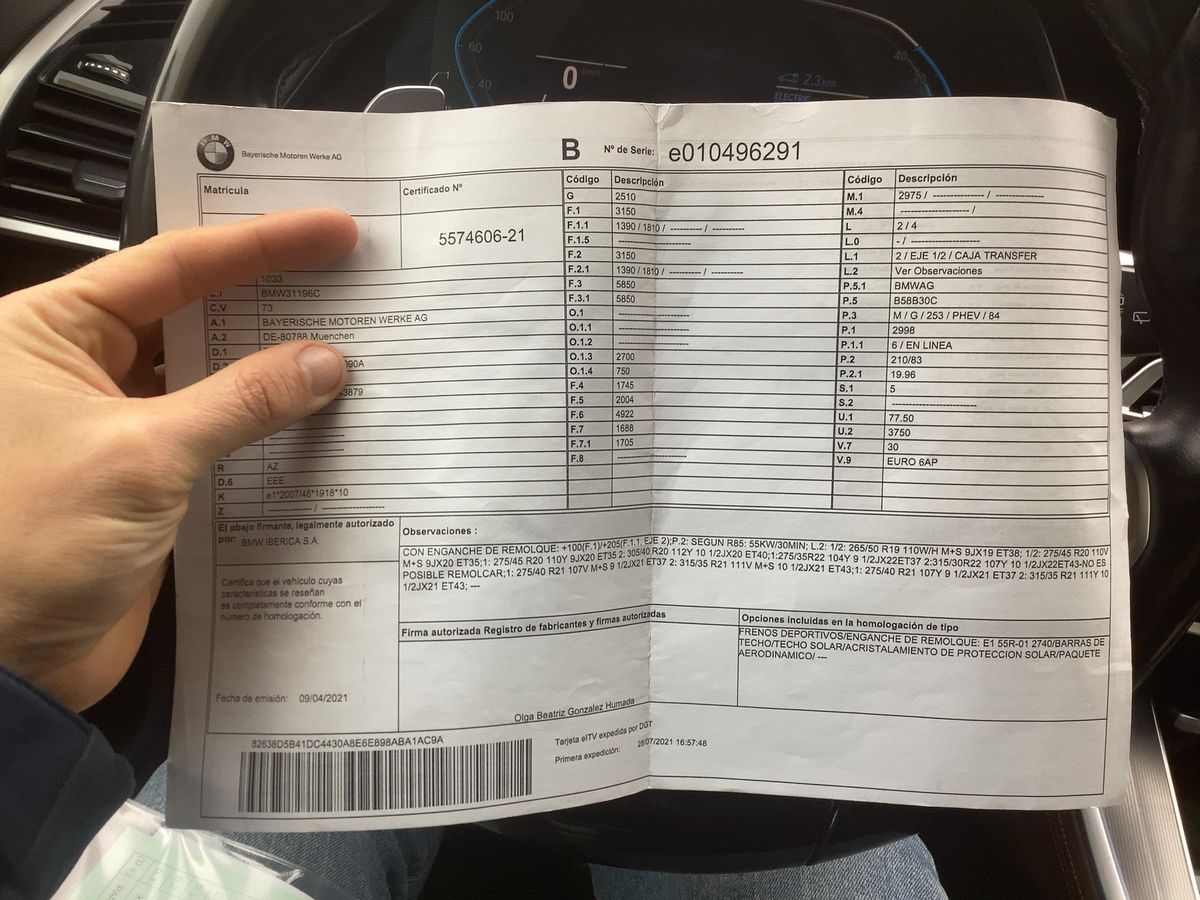 100
60
40
0
40
20
2.3 km
ELECTRIC
BMW
Bayerische Motoren Werke AG
B Nº de Serie: e010496291
Matricula
Certificado Nº
5574606-21
1033
BMW31196C
C.V 73
A.1 BAYERISCHE MOTOREN WERKE AG
A.2 DE-80788 Muenchen
D.1
090A
-3879
---------------------
---------------------
R AZ
D.6 EEE
K e1*2007/46*1918*10
Z ------------ / -----------------
Código Descripción
G 2510
F.1 3150
F.1.1 1390 / 1810 / ---------- / ----------
F.1.5 ---------------------
F.2 3150
F.2.1 1390 / 1810 / ---------- / ----------
F.3 5850
F.3.1 5850
O.1 ---------------------
O.1.1 ---------------------
O.1.2 ---------------------
O.1.3 2700
O.1.4 750
F.4 1745
F.5 2004
F.6 4922
F.7 1688
F.7.1 1705
F.8 ---------------------
Código Descripción
M.1 2975 / --------------- / --------------
M.4 -------------------- /
L 2 / 4
L.0 - / --------------------
L.1 2 / EJE 1/2 / CAJA TRANSFER
L.2 Ver Observaciones
P.5.1 BMWAG
P.5 B58B30C
P.3 M / G / 253 / PHEV / 84
P.1 2998
P.1.1 6 / EN LINEA
P.2 210/83
P.2.1 19.96
S.1 5
S.2 ------------------------
U.1 77.50
U.2 3750
V.7 30
V.9 EURO 6AP
El abajo firmante, legalmente autorizado
por: BMW IBERICA S.A.
Certifica que el vehículo cuyas
características se reseñan
es completamente conforme con el
número de homologación.
Fecha de emisión: 09/04/2021
Observaciones :
CON ENGANCHE DE REMOLQUE: +100(F.1)/+205(F.1.1, EJE 2);P.2: SEGUN R85: 55KW/30MIN; L.2: 1/2: 265/50 R19 110W/H M+S 9JX19 ET38; 1/2: 275/45 R20 110V
M+S 9JX20 ET35;1: 275/45 R20 110Y 9JX20 ET35 2: 305/40 R20 112Y 10 1/2JX20 ET40;1:275/35R22 104Y 9 1/2JX22ET37 2:315/30R22 107Y 10 1/2JX22ET43-NO ES
POSIBLE REMOLCAR;1: 275/40 R21 107V M+S 9 1/2JX21 ET37 2: 315/35 R21 111V M+S 10 1/2JX21 ET43;1: 275/40 R21 107Y 9 1/2JX21 ET37 2: 315/35 R21 111Y 10
1/2JX21 ET43; ---
Firma autorizada Registro de fabricantes y firmas autorizadas
Olga Beatriz Gonzalez Humada
Opciones incluidas en la homologación de tipo
FRENOS DEPORTIVOS/ENGANCHE DE REMOLQUE: E1 55R-01 2740/BARRAS DE
TECHO/TECHO SOLAR/ACRISTALAMIENTO DE PROTECCION SOLAR/PAQUETE
AERODINAMICO/ ---
82638D5B41DC4430A8E6E898ABA1AC9A
Tarjeta eITV expedida por DGT
Primera expedición: 28/07/2021 16:57:48